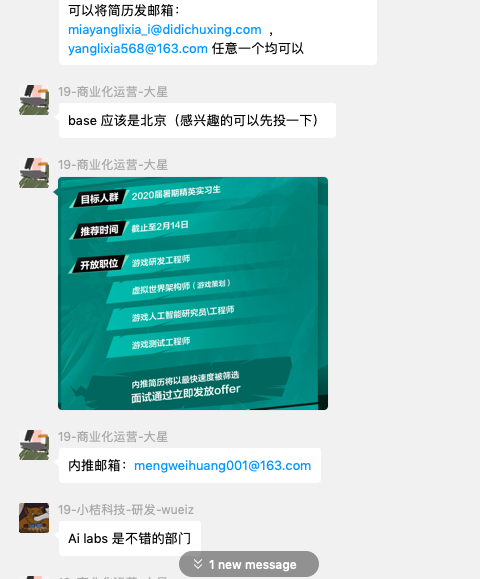 可以将简历发邮箱：
miayanglixia_i@didichuxing.com ，
yanglixia568@163.com 任意一个均可以
19-商业化运营-大星
base 应该是北京（感兴趣的可以先投一下）
19-商业化运营-大星
目标人群 2020届暑期精英实习生
推荐时间 截止至2月14日
开放职位 游戏研发工程师
虚拟世界架构师（游戏策划）
游戏人工智能研究员\工程师
游戏测试工程师
内推简历将以最快速度被筛选
面试通过立即发放offer
19-商业化运营-大星
内推邮箱：mengweihuang001@163.com
19-小桔科技-研发-wueiz
Ai labs 是不错的部门
1 new message